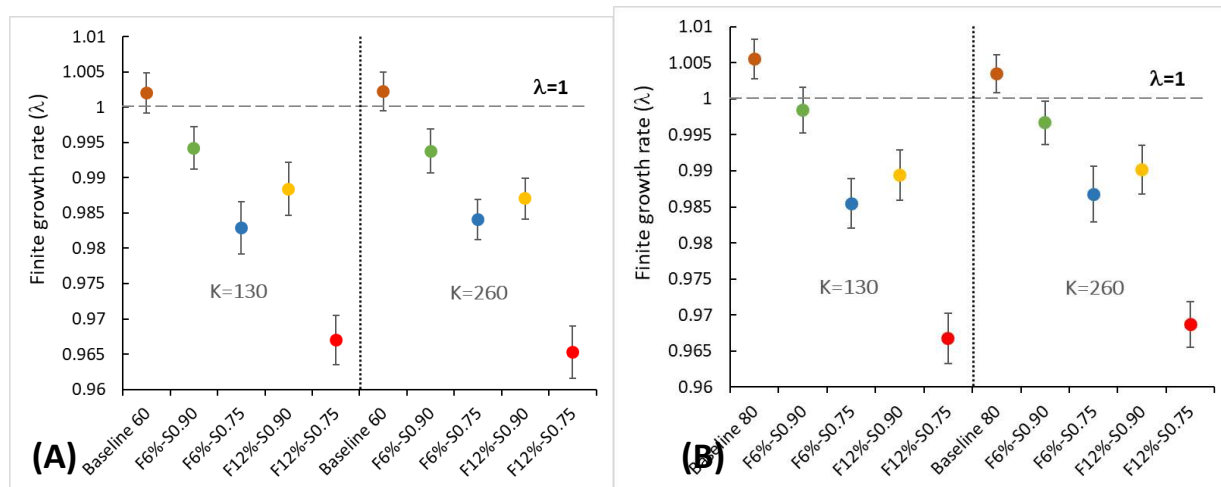 Finite growth rate (λ)
1.01
1.005
1
0.995
0.99
0.985
0.98
0.975
0.97
0.965
0.96
λ=1
K=130
K=260
Baseline 60
F6%-S0.90
F6%-S0.75
F12%-S0.90
F12%-S0.75
Baseline 60
F6%-S0.90
F6%-S0.75
F12%-S0.90
F12%-S0.75
(A)
Finite growth rate (λ)
1.01
1.005
1
0.995
0.99
0.985
0.98
0.975
0.97
0.965
0.96
λ=1
K=130
K=260
Baseline 80
F6%-S0.90
F6%-S0.75
F12%-S0.90
F12%-S0.75
Baseline 80
F6%-S0.90
F6%-S0.75
F12%-S0.90
F12%-S0.75
(B)